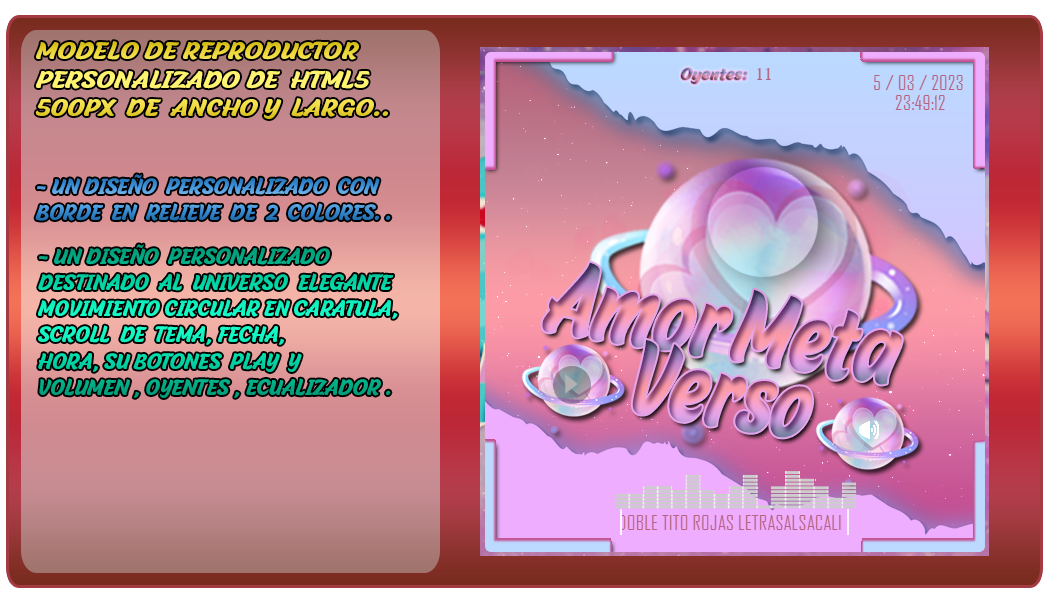 MODELO DE REPRODUCTOR
PERSONALIZADO DE HTML5
500PX DE ANCHO Y LARGO..
- UN DISEÑO PERSONALIZADO CON
BORDE EN RELIEVE DE 2 COLORES. .
- UN DISEÑO PERSONALIZADO
DESTINADO AL UNIVERSO ELEGANTE
MOVIMIENTO CIRCULAR EN CARATULA,
SCROLL DE TEMA, FECHA,
HORA, SU BOTONES PLAY Y
VOLUMEN , OYENTES , ECUALIZADOR .
Oyentes: 11
5 / 03 / 2023
23:49:12
Amor Meta
Verso
OBLE TITO ROJAS LETRASALSACALI